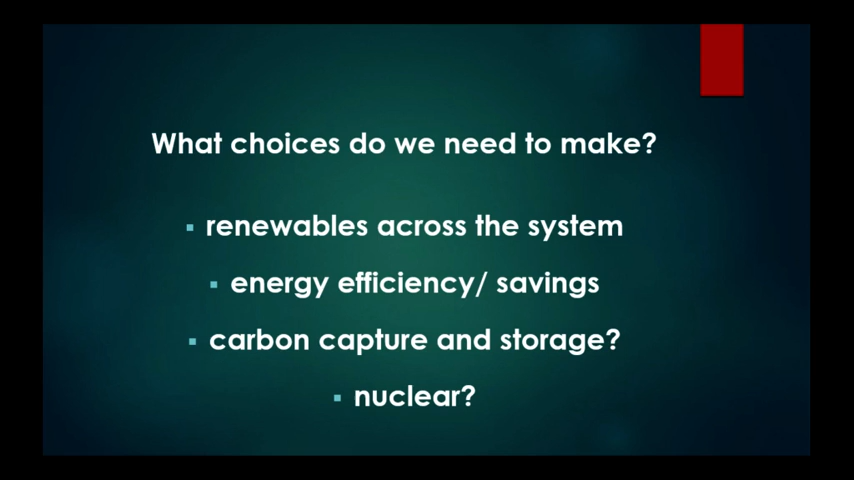 What choices do we need to make?
▪ renewables across the system
▪ energy efficiency/ savings
▪ carbon capture and storage?
▪ nuclear?